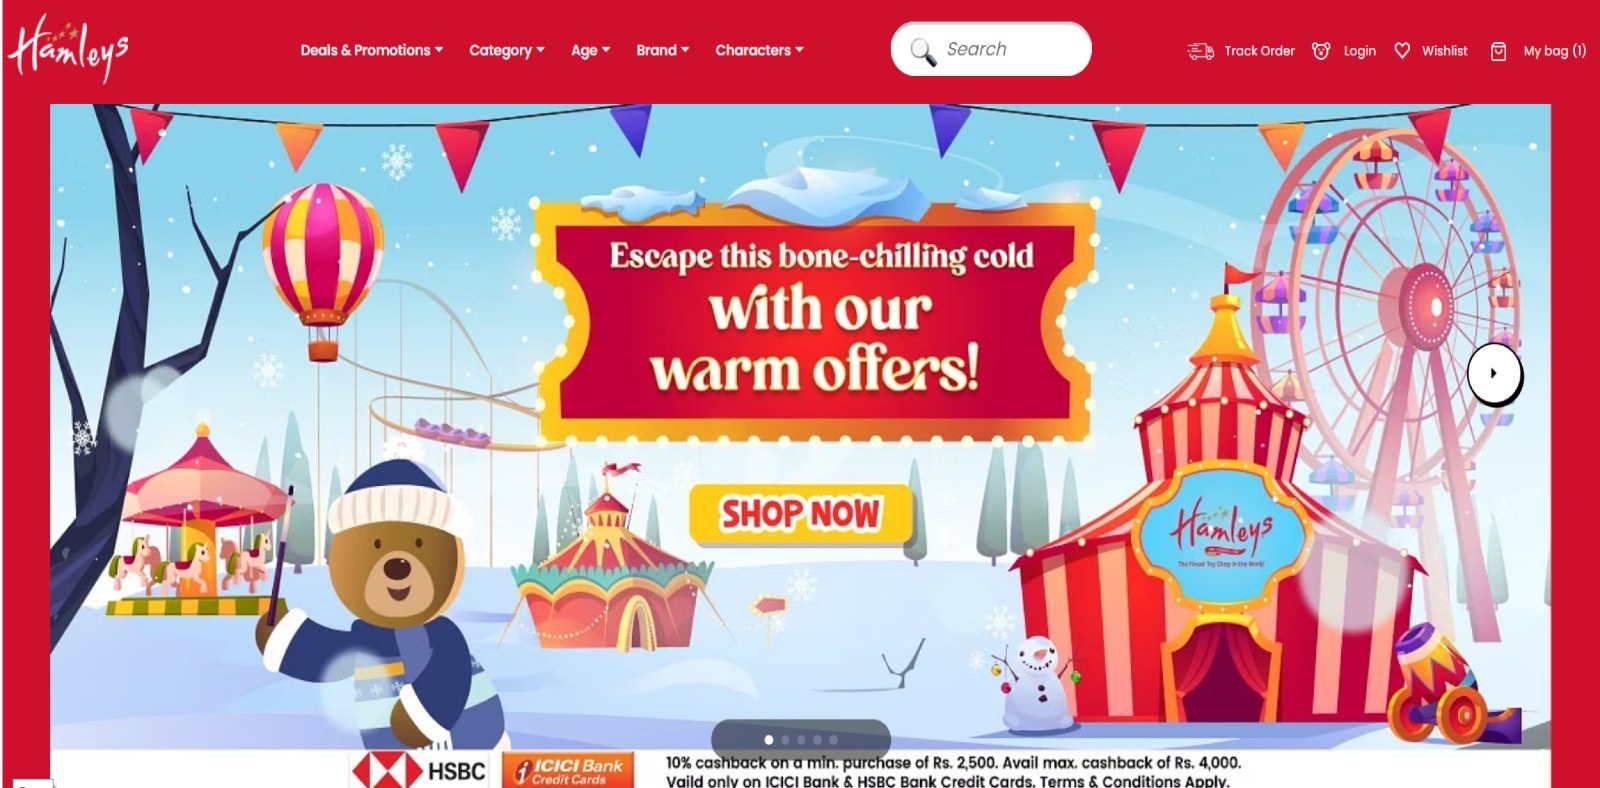 Hamleys
Deals & Promotions
Category
Age
Brand
Characters
Search
Track Order
Login
Wishlist
My bag (1)
Escape this bone-chilling cold
with our
warm offers!
SHOP NOW
Hamleys
The Finest Toy Shop in the World
HSBC
ICICI Bank
Credit Cards
10% cashback on a min. purchase of Rs. 2,500. Avail max. cashback of Rs. 4,000.
Vaild only on ICICI Bank & HSBC Bank Credit Cards. Terms & Conditions Apply.